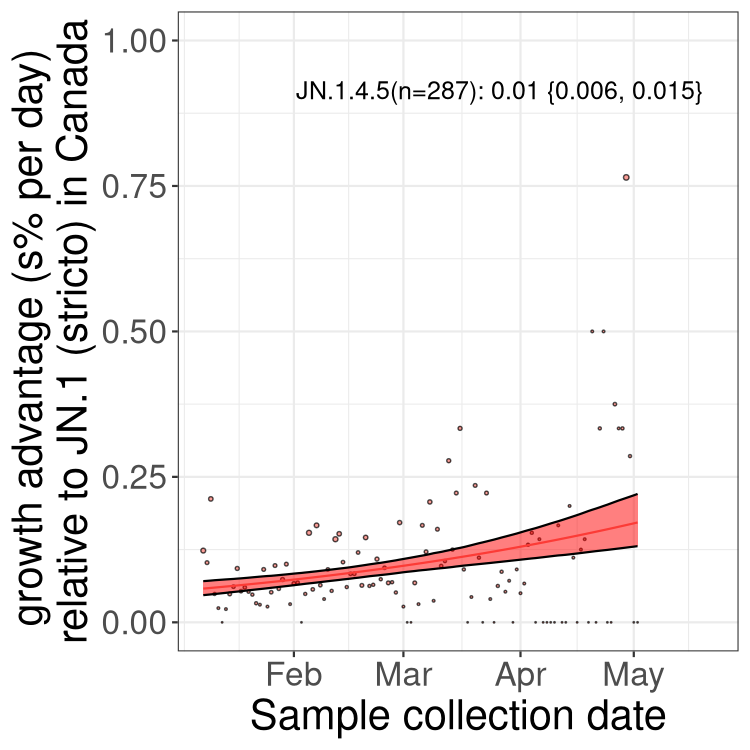 growth advantage (s% per day)
relative to JN.1 (stricto) in Canada
1.00
0.75
0.50
0.25
0.00
JN.1.4.5(n=287): 0.01 {0.006, 0.015}
Feb Mar Apr May
Sample collection date